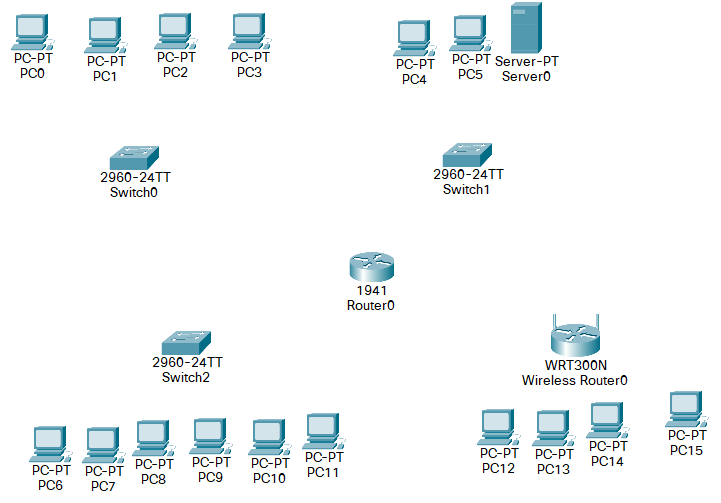 PC-PT
PC0
PC-PT
PC1
PC-PT
PC2
PC-PT
PC3
PC-PT
PC4
PC-PT
PC5
Server-PT
Server0
2960-24TT
Switch0
2960-24TT
Switch1
1941
Router0
2960-24TT
Switch2
WRT300N
Wireless Router0
PC-PT
PC6
PC-PT
PC7
PC-PT
PC8
PC-PT
PC9
PC-PT
PC10
PC-PT
PC11
PC-PT
PC12
PC-PT
PC13
PC-PT
PC14
PC-PT
PC15